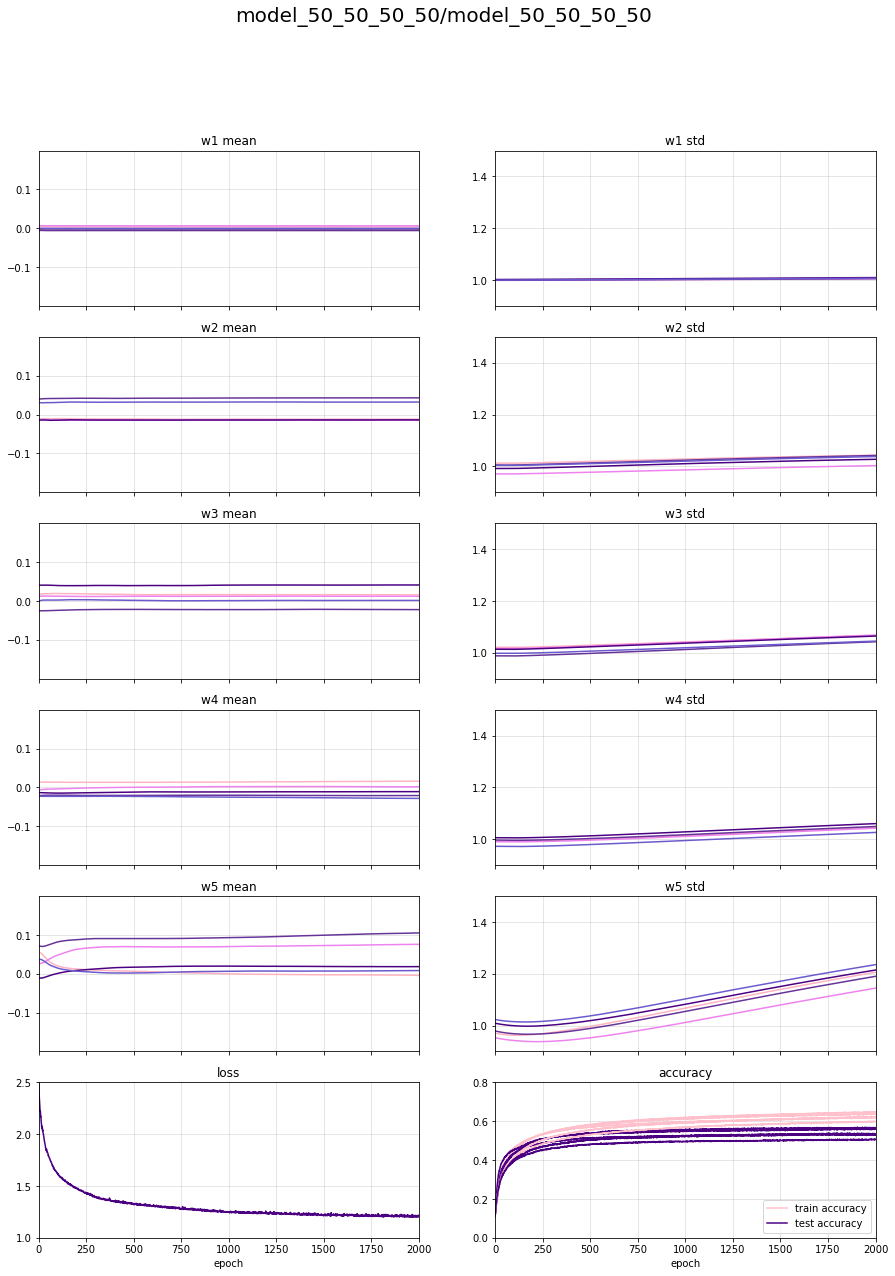 model_50_50_50_50/model_50_50_50_50
w1 mean
w1 std
0.1
0.0
−0.1
1.4
1.2
1.0
w2 mean
w2 std
0.1
0.0
−0.1
1.4
1.2
1.0
w3 mean
w3 std
0.1
0.0
−0.1
1.4
1.2
1.0
w4 mean
w4 std
0.1
0.0
−0.1
1.4
1.2
1.0
w5 mean
w5 std
0.1
0.0
−0.1
1.4
1.2
1.0
loss
2.5
2.0
1.5
1.0
0 250 500 750 1000 1250 1500 1750 2000
epoch
accuracy
0.8
0.6
0.4
0.2
0.0
train accuracy
test accuracy
0 250 500 750 1000 1250 1500 1750 2000
epoch